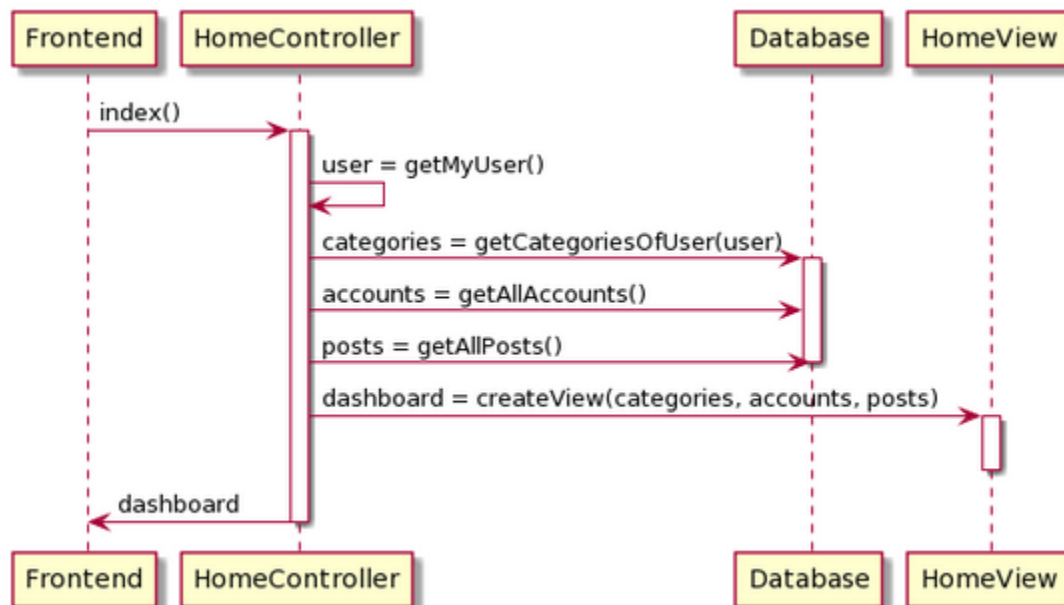 Frontend
HomeController
Database
HomeView
index()
user = getMyUser()
categories = getCategoriesOfUser(user)
accounts = getAllAccounts()
posts = getAllPosts()
dashboard = createView(categories, accounts, posts)
dashboard
Frontend
HomeController
Database
HomeView